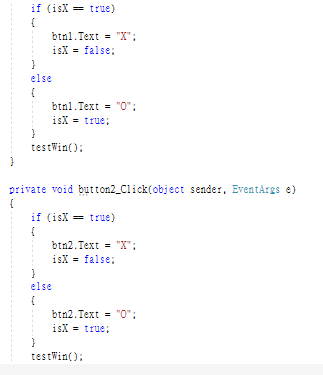 if (isX == true)
{
btn1.Text = "X";
isX = false;
}
else
{
btn1.Text = "O";
isX = true;
}
testWin();
}
private void button2_Click(object sender, EventArgs e)
{
if (isX == true)
{
btn2.Text = "X";
isX = false;
}
else
{
btn2.Text = "O";
isX = true;
}
testWin();